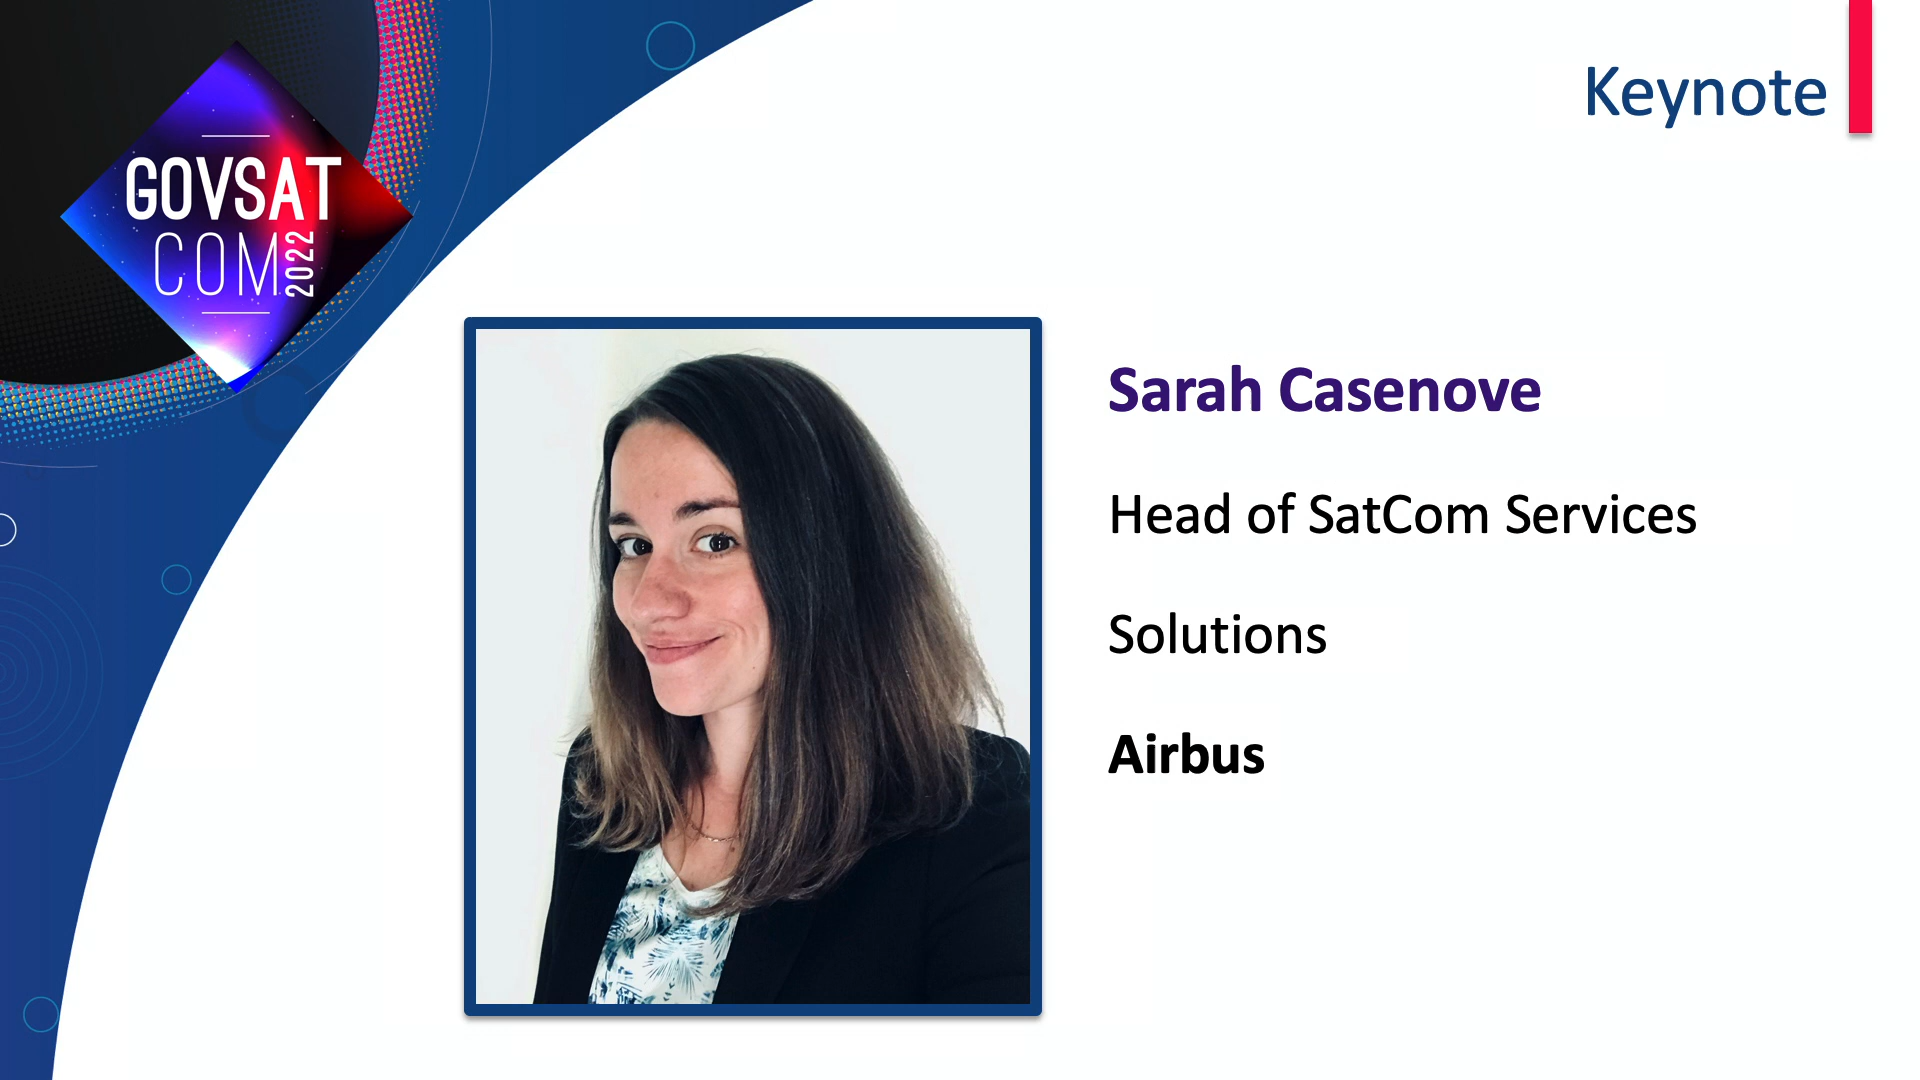 GOVSAT
COM 2022
Keynote
Sarah Casenove
Head of SatCom Services
Solutions
Airbus